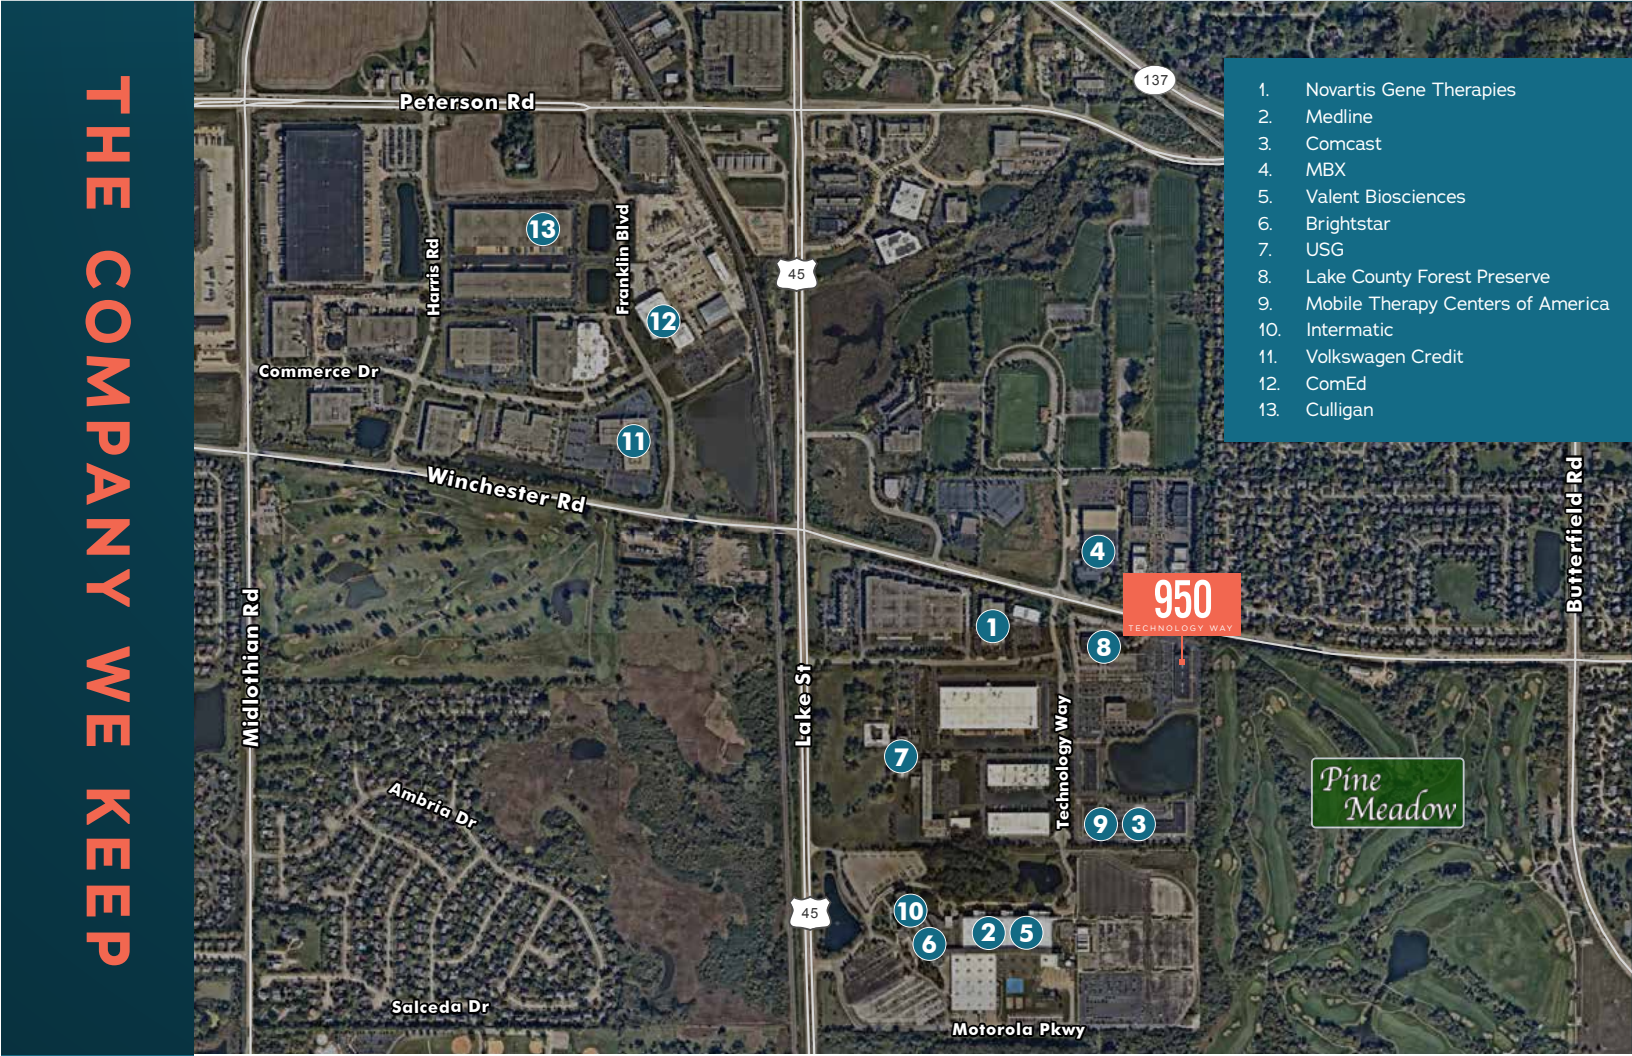 THE COMPANY WE KEEP
Peterson Rd
137
1. Novartis Gene Therapies
2. Medline
3. Comcast
4. MBX
5. Valent Biosciences
6. Brightstar
7. USG
8. Lake County Forest Preserve
9. Mobile Therapy Centers of America
10. Intermatic
11. Volkswagen Credit
12. ComEd
13. Culligan
13
Harris Rd
Franklin Blvd
45
12
Commerce Dr
11
Winchester Rd
Butterfield Rd
4
950
TECHNOLOGY WAY
1
8
Midlothian Rd
Lake St
Technology Way
7
Pine
Meadow
Ambria Dr
9
3
45
10
2
5
6
Salceda Dr
Motorola Pkwy